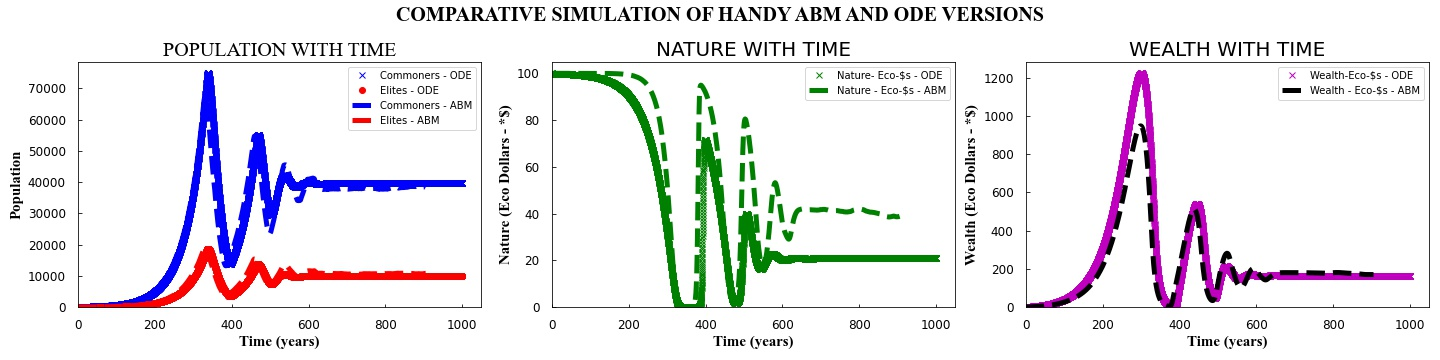 COMPARATIVE SIMULATION OF HANDY ABM AND ODE VERSIONS
POPULATION WITH TIME
Population
70000
60000
50000
40000
30000
20000
10000
0
Commoners - ODE
Elites - ODE
Commoners - ABM
Elites - ABM
0 200 400 600 800 1000
Time (years)
NATURE WITH TIME
Nature (Eco Dollars - *$)
100
80
60
40
20
0
Nature- Eco-$s - ODE
Nature - Eco-$s - ABM
0 200 400 600 800 1000
Time (years)
WEALTH WITH TIME
Wealth (Eco Dollars - *$)
1200
1000
800
600
400
200
0
Wealth-Eco-$s - ODE
Wealth - Eco-$s - ABM
0 200 400 600 800 1000
Time (years)